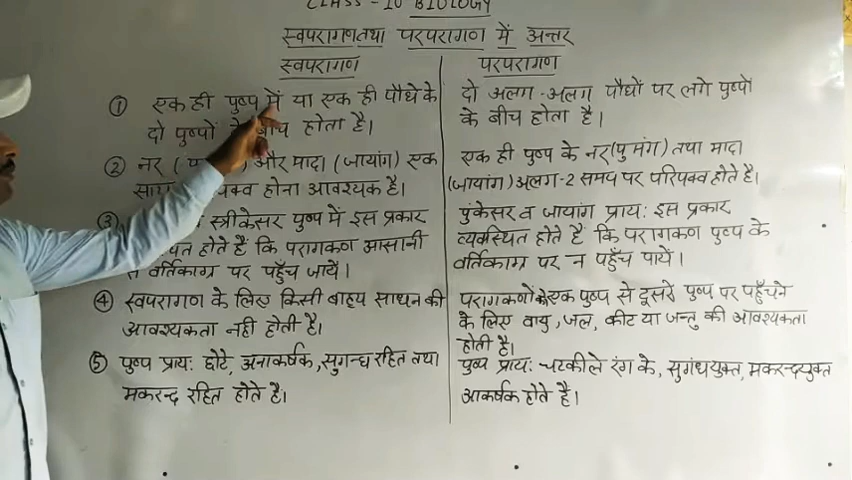 CLASS-10 BIOLOGY
स्वपरागण तथा परपरागण में अन्तर
स्वपरागण
① एक ही पुष्प में या एक ही पौधे के
दो पुष्पों के बीच होता है।
② नर ( और मादा (जायांग) एक
साथ होना आवश्यक है।
③ स्त्रीकेसर पुष्प में इस प्रकार
होते हैं कि परागकण आसानी
से वर्तिकाग्र पर पहुँच जायें।
④ स्वपरागण के लिए किसी बाह्य साधन की
आवश्यकता नही होती है।
⑤ पुष्प प्रायः छोटे, अनाकर्षक, सुगन्ध रहित तथा
मकरन्द रहित होते है।
परपरागण
दो अलग-अलग पौधों पर लगे पुष्पो
के बीच होता है।
एक ही पुष्प के नर (पुमंग) तथा मादा
(जायांग) अलग-2 समय पर परिपक्व होते है।
पुंकेसर व जायांग प्राय: इस प्रकार
व्यवस्थित होते हैं कि परागकण पुष्प के
वर्तिकाग्र पर न पहुँच पायें।
परागकणों को एक पुष्प से दूसरे पुष्प पर पहुँचने
के लिए वायु, जल, कीट या जन्तु की आवश्यकता
होती है।
पुष्प प्राय: चटकीले रंग के, सुगंधयुक्त, मकरन्दयुक्त
आकर्षक होते है।